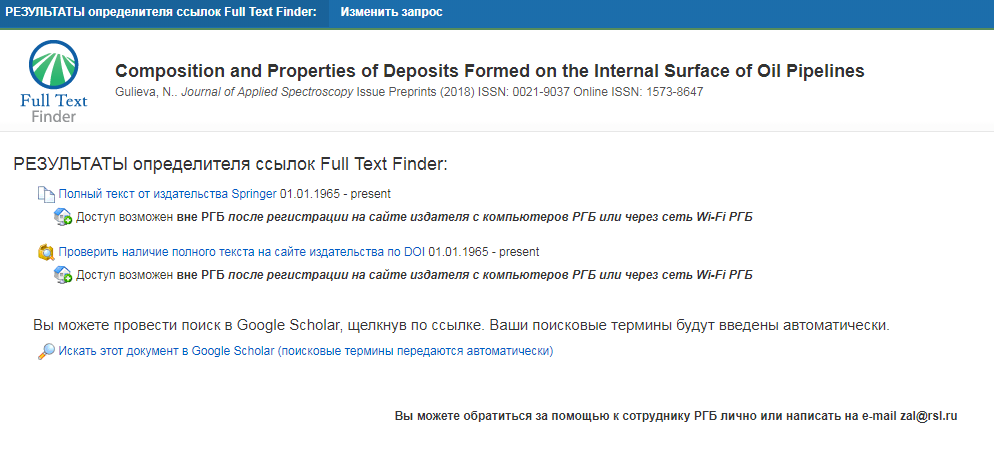 РЕЗУЛЬТАТЫ определителя ссылок Full Text Finder: Изменить запрос
Full Text
Finder
Composition and Properties of Deposits Formed on the Internal Surface of Oil Pipelines
Gulieva, N.. Journal of Applied Spectroscopy Issue Preprints (2018) ISSN: 0021-9037 Online ISSN: 1573-8647
РЕЗУЛЬТАТЫ определителя ссылок Full Text Finder:
Полный текст от издательства Springer 01.01.1965 - present
Доступ возможен вне РГБ после регистрации на сайте издателя с компьютеров РГБ или через сеть Wi-Fi РГБ
Проверить наличие полного текста на сайте издательства по DOI 01.01.1965 - present
Доступ возможен вне РГБ после регистрации на сайте издателя с компьютеров РГБ или через сеть Wi-Fi РГБ
Вы можете провести поиск в Google Scholar, щелкнув по ссылке. Ваши поисковые термины будут введены автоматически.
Искать этот документ в Google Scholar (поисковые термины передаются автоматически)
Вы можете обратиться за помощью к сотруднику РГБ лично или написать на e-mail zal@rsl.ru